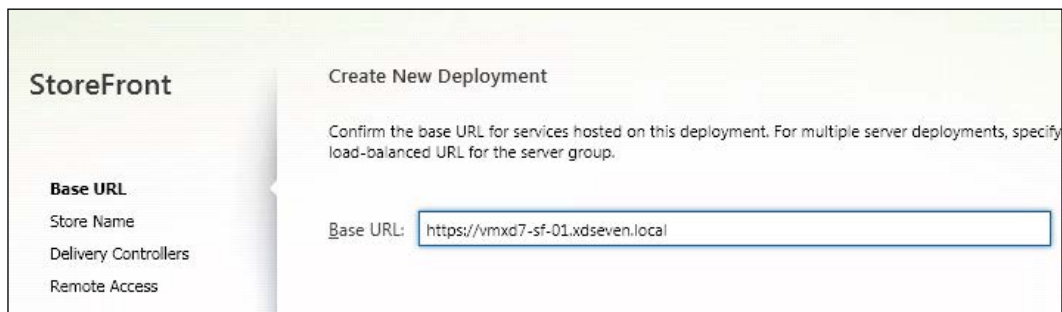 StoreFront
Base URL
Store Name
Delivery Controllers
Remote Access
Create New Deployment
Confirm the base URL for services hosted on this deployment. For multiple server deployments, specify
load-balanced URL for the server group.
Base URL: https://vmxd7-sf-01.xdseven.local